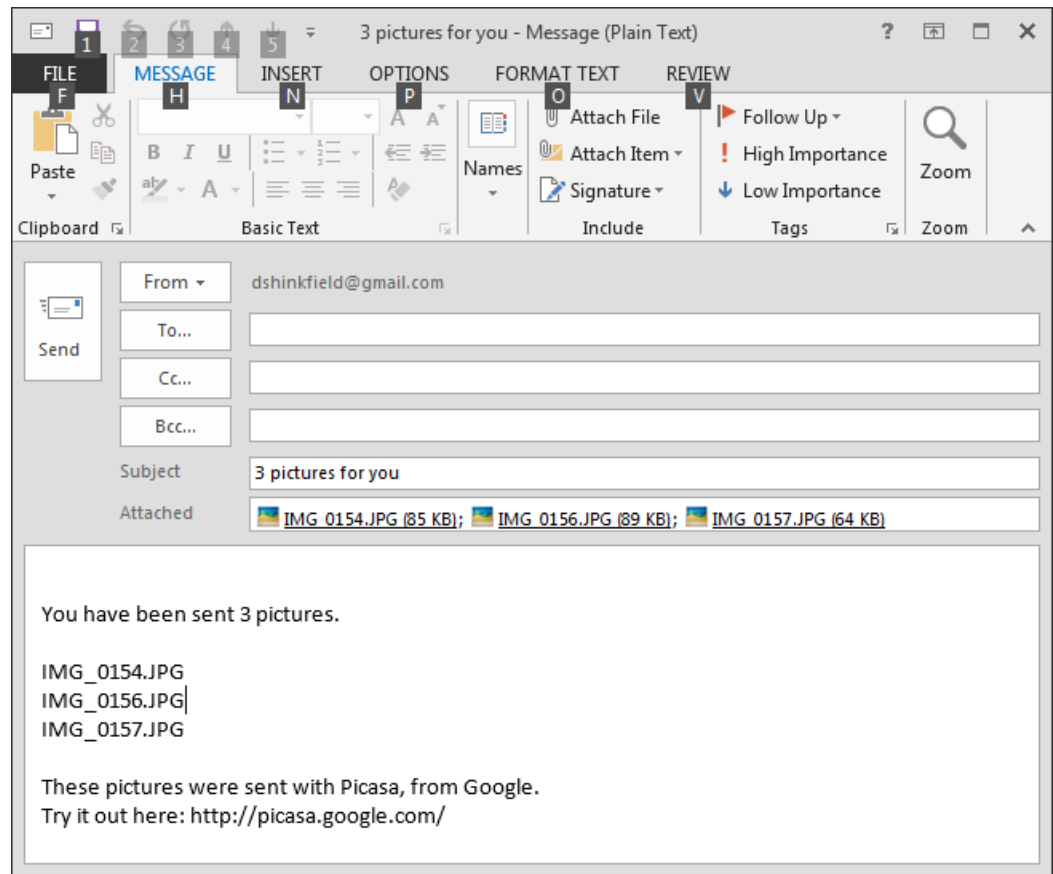 3 pictures for you - Message (Plain Text) ?
1 2 3 4 5
FILE MESSAGE INSERT OPTIONS FORMAT TEXT REVIEW
F H N P O V
Paste
Clipboard
B I U
ab A
A A A
Basic Text
Names
Attach File
Attach Item
Signature
Include
Follow Up
! High Importance
Low Importance
Tags
Zoom
Zoom
Send
From dshinkfield@gmail.com
To...
Cc...
Bcc...
Subject 3 pictures for you
Attached IMG_0154.JPG (85 KB); IMG_0156.JPG (89 KB); IMG_0157.JPG (64 KB)
You have been sent 3 pictures.
IMG_0154.JPG
IMG_0156.JPG
IMG_0157.JPG
These pictures were sent with Picasa, from Google.
Try it out here: http://picasa.google.com/